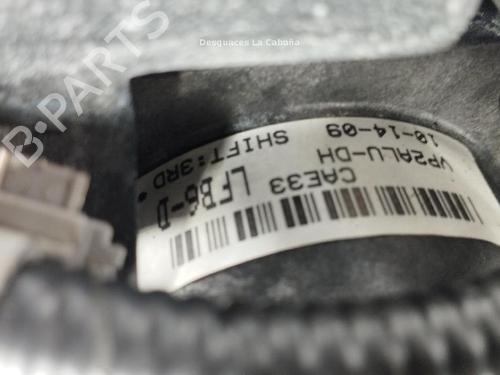 Desguaces La Cabaña
B-PARTS
CAE33 LFB6-D
VP2ALU-DH
10-14-09
SHIFT:3RD